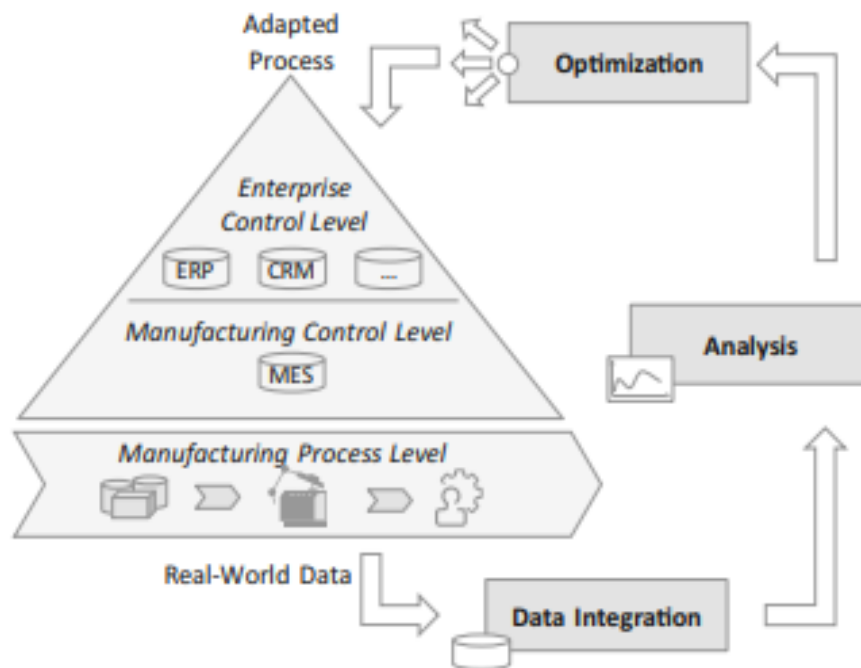 Adapted
Process
Optimization
Enterprise
Control Level
ERP
CRM
...
Manufacturing Control Level
MES
Analysis
Manufacturing Process Level
Real-World Data
Data Integration